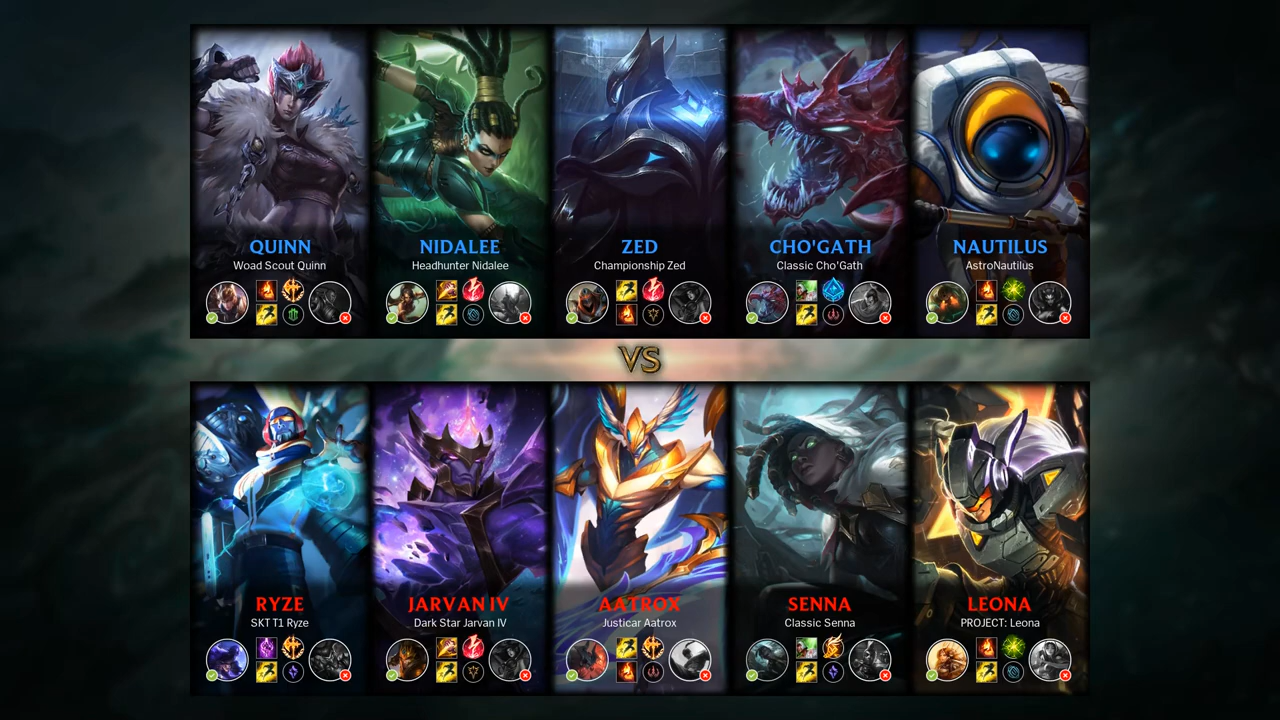 QUINN
Woad Scout Quinn
NIDALEE
Headhunter Nidalee
ZED
Championship Zed
CHO'GATH
Classic Cho'Gath
NAUTILUS
AstroNautilus
VS
RYZE
SKT T1 Ryze
JARVAN IV
Dark Star Jarvan IV
AATROX
Justicar Aatrox
SENNA
Classic Senna
LEONA
PROJECT: Leona